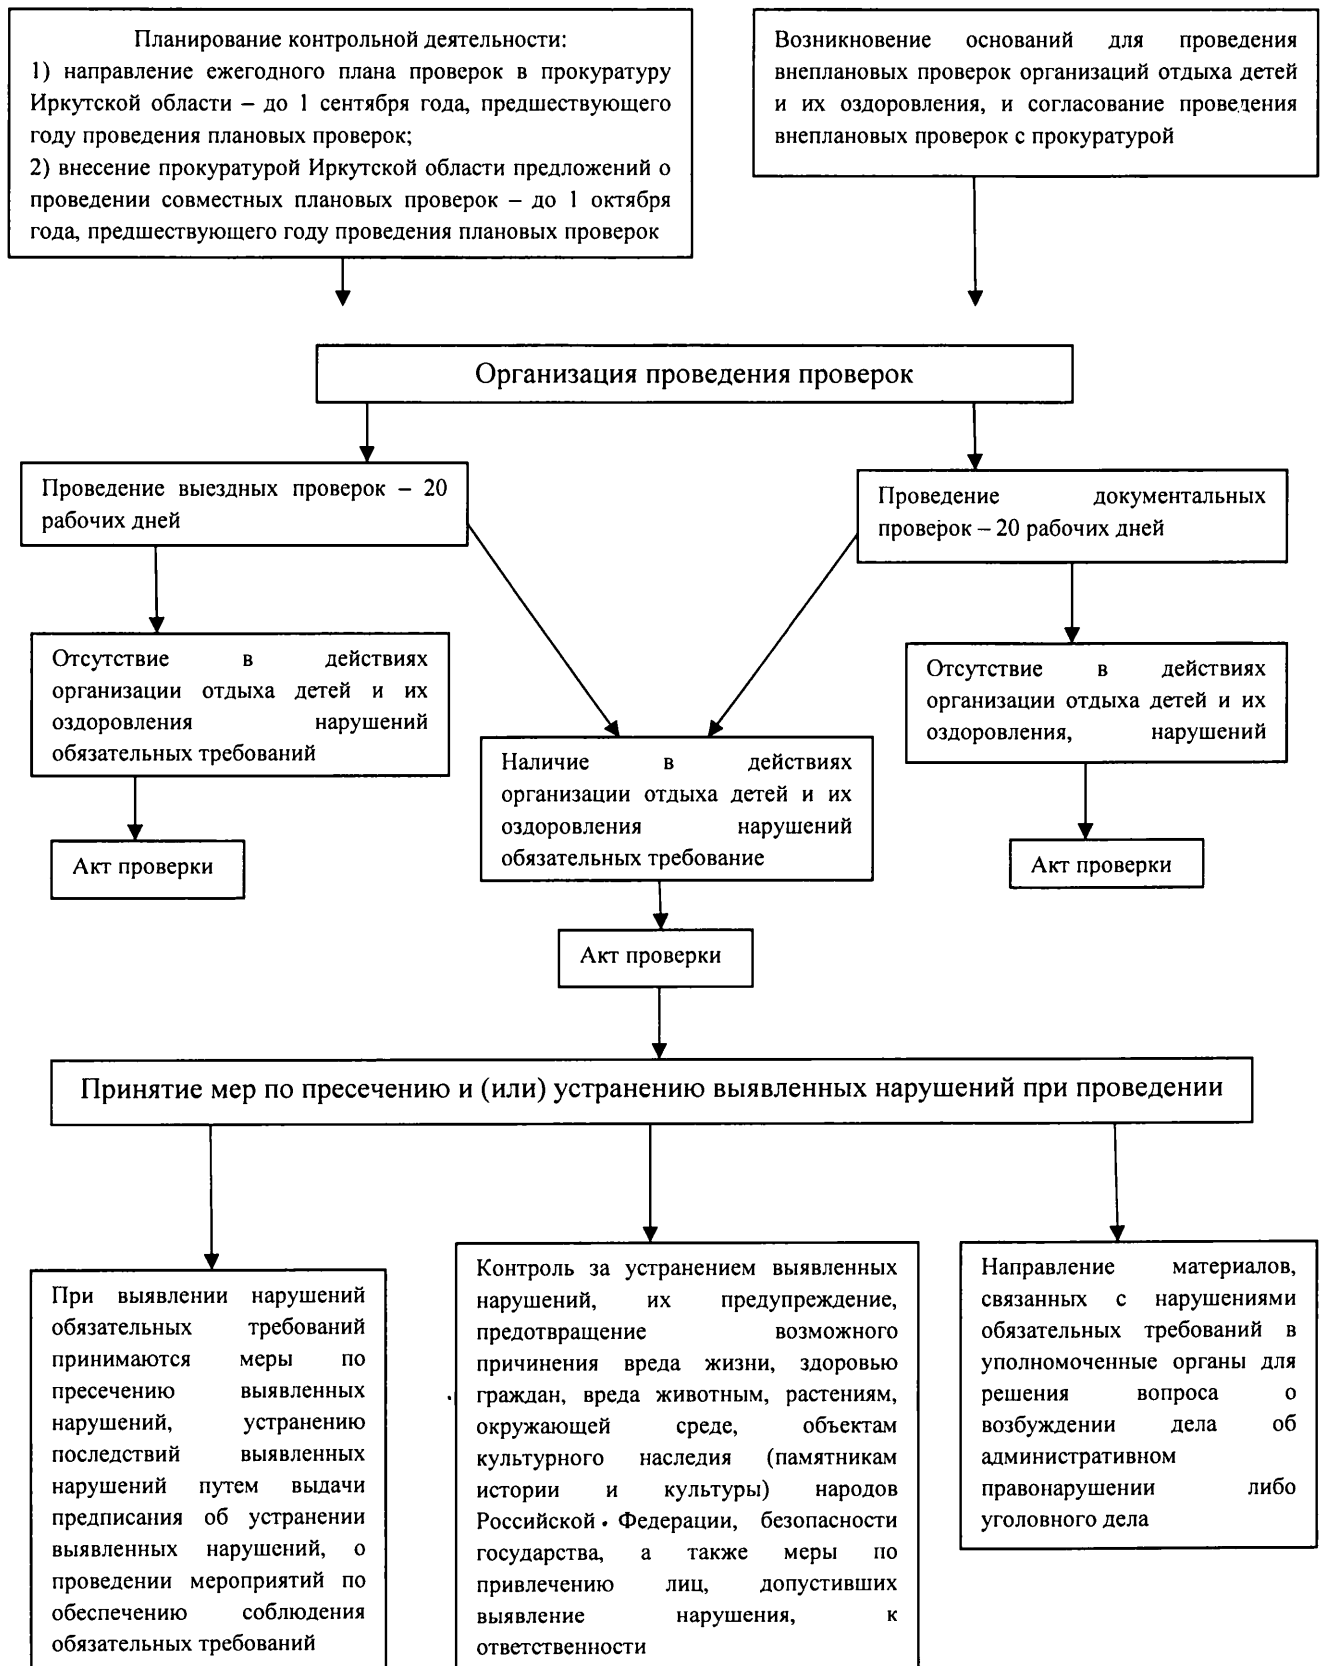 Планирование контрольной деятельности:
1) направление ежегодного плана проверок в прокуратуру
Иркутской области – до 1 сентября года, предшествующего
году проведения плановых проверок;
2) внесение прокуратурой Иркутской области предложений о
проведении совместных плановых проверок – до 1 октября
года, предшествующего году проведения плановых проверок
Возникновение оснований для проведения
внеплановых проверок организаций отдыха детей
и их оздоровления, и согласование проведения
внеплановых проверок с прокуратурой
Организация проведения проверок
Проведение выездных проверок – 20
рабочих дней
Проведение документальных
проверок – 20 рабочих дней
Отсутствие в действиях
организации отдыха детей и их
оздоровления нарушений
обязательных требований
Отсутствие в действиях
организации отдыха детей и их
оздоровления, нарушений
Наличие в действиях
организации отдыха детей и их
оздоровления нарушений
обязательных требование
Акт проверки
Акт проверки
Акт проверки
Принятие мер по пресечению и (или) устранению выявленных нарушений при проведении
При выявлении нарушений
обязательных требований
принимаются меры по
пресечению выявленных
нарушений, устранению
последствий выявленных
нарушений путем выдачи
предписания об устранении
выявленных нарушений, о
проведении мероприятий по
обеспечению соблюдения
обязательных требований
Контроль за устранением выявленных
нарушений, их предупреждение,
предотвращение возможного
причинения вреда жизни, здоровью
граждан, вреда животным, растениям,
окружающей среде, объектам
культурного наследия (памятникам
истории и культуры) народов
Российской Федерации, безопасности
государства, а также меры по
привлечению лиц, допустивших
выявление нарушения, к
ответственности
Направление материалов,
связанных с нарушениями
обязательных требований в
уполномоченные органы для
решения вопроса о
возбуждении дела об
административном
правонарушении либо
уголовного дела